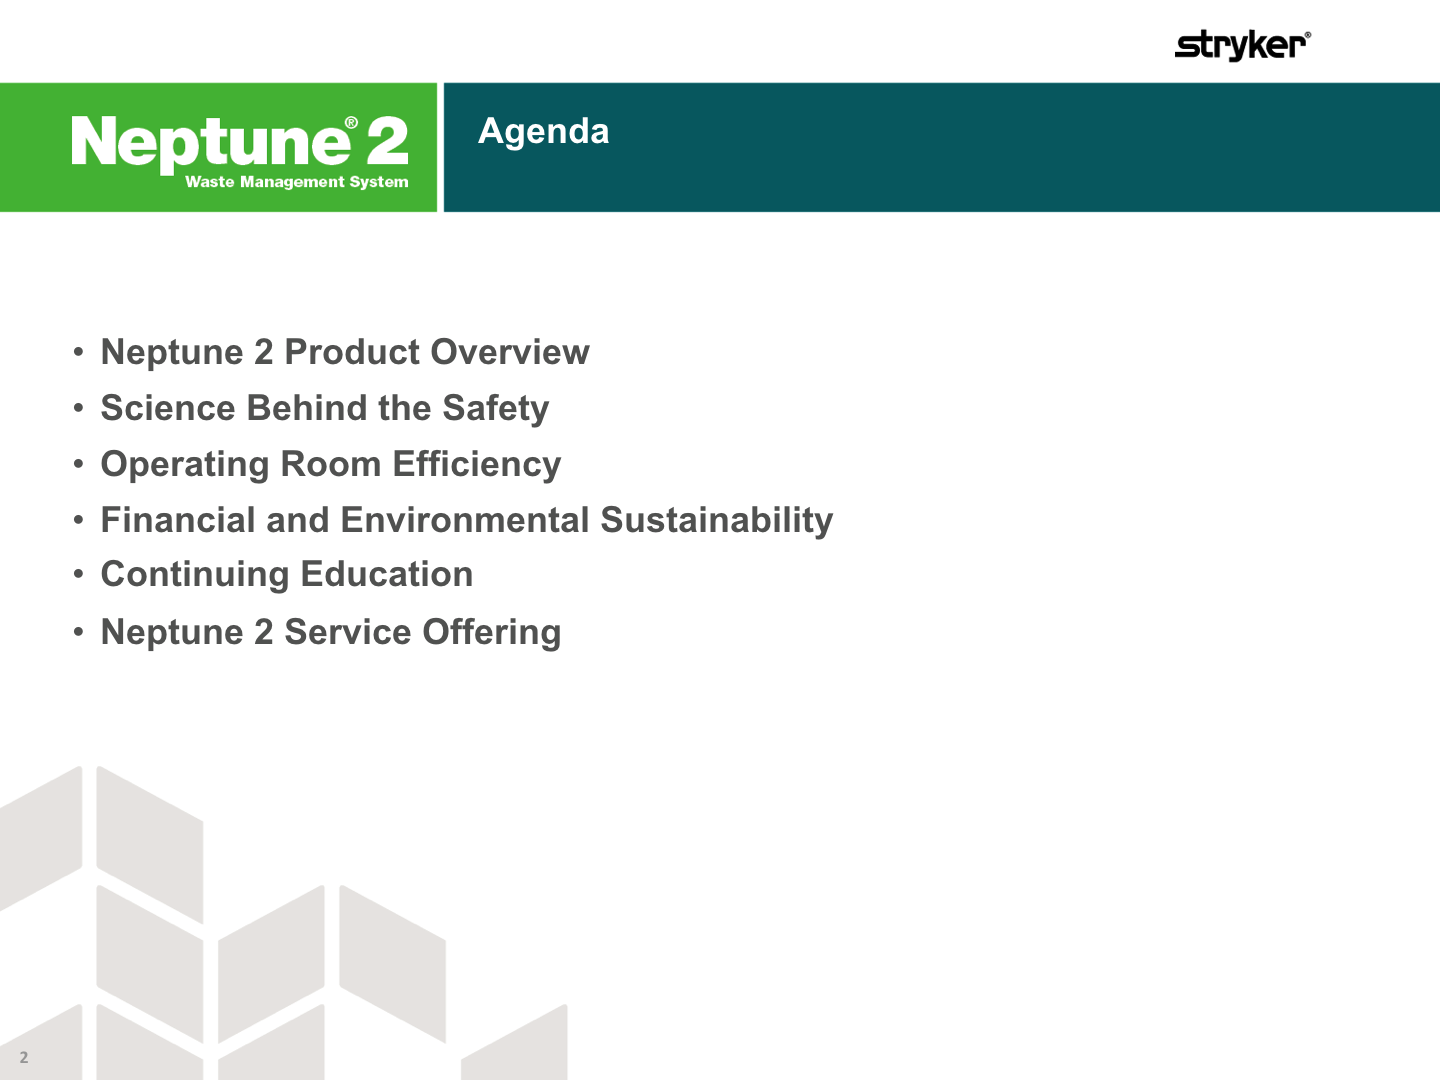 stryker®
Neptune® 2
Waste Management System
Agenda
• Neptune 2 Product Overview
• Science Behind the Safety
• Operating Room Efficiency
• Financial and Environmental Sustainability
• Continuing Education
• Neptune 2 Service Offering
2